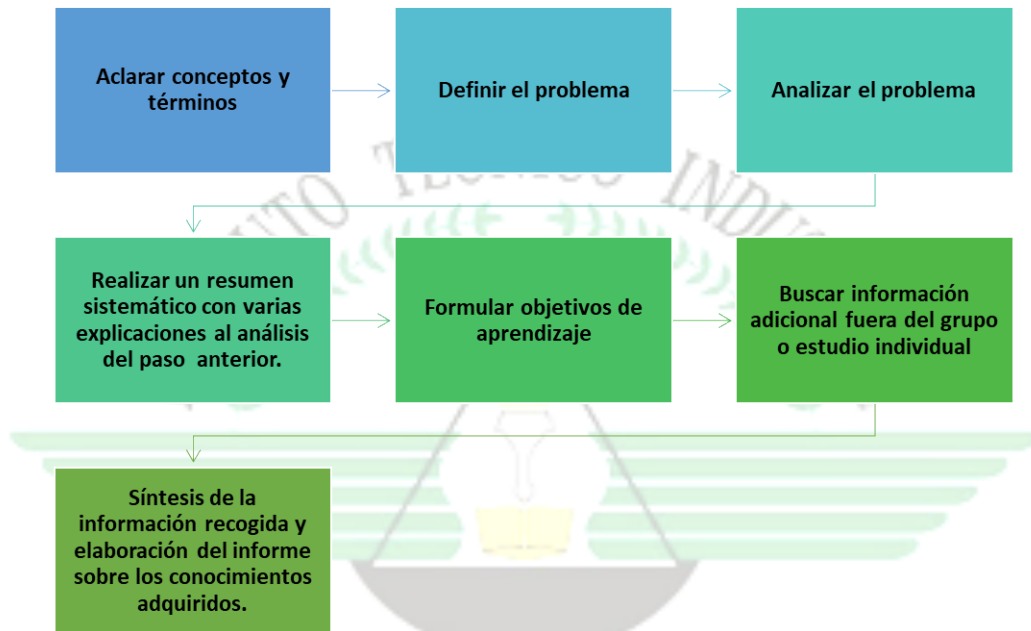 Aclarar conceptos y
términos
Definir el problema
Analizar el problema
Realizar un resumen
sistemático con varias
explicaciones al análisis
del paso anterior.
Formular objetivos de
aprendizaje
Buscar información
adicional fuera del grupo
o estudio individual
Síntesis de la
información recogida y
elaboración del informe
sobre los conocimientos
adquiridos.